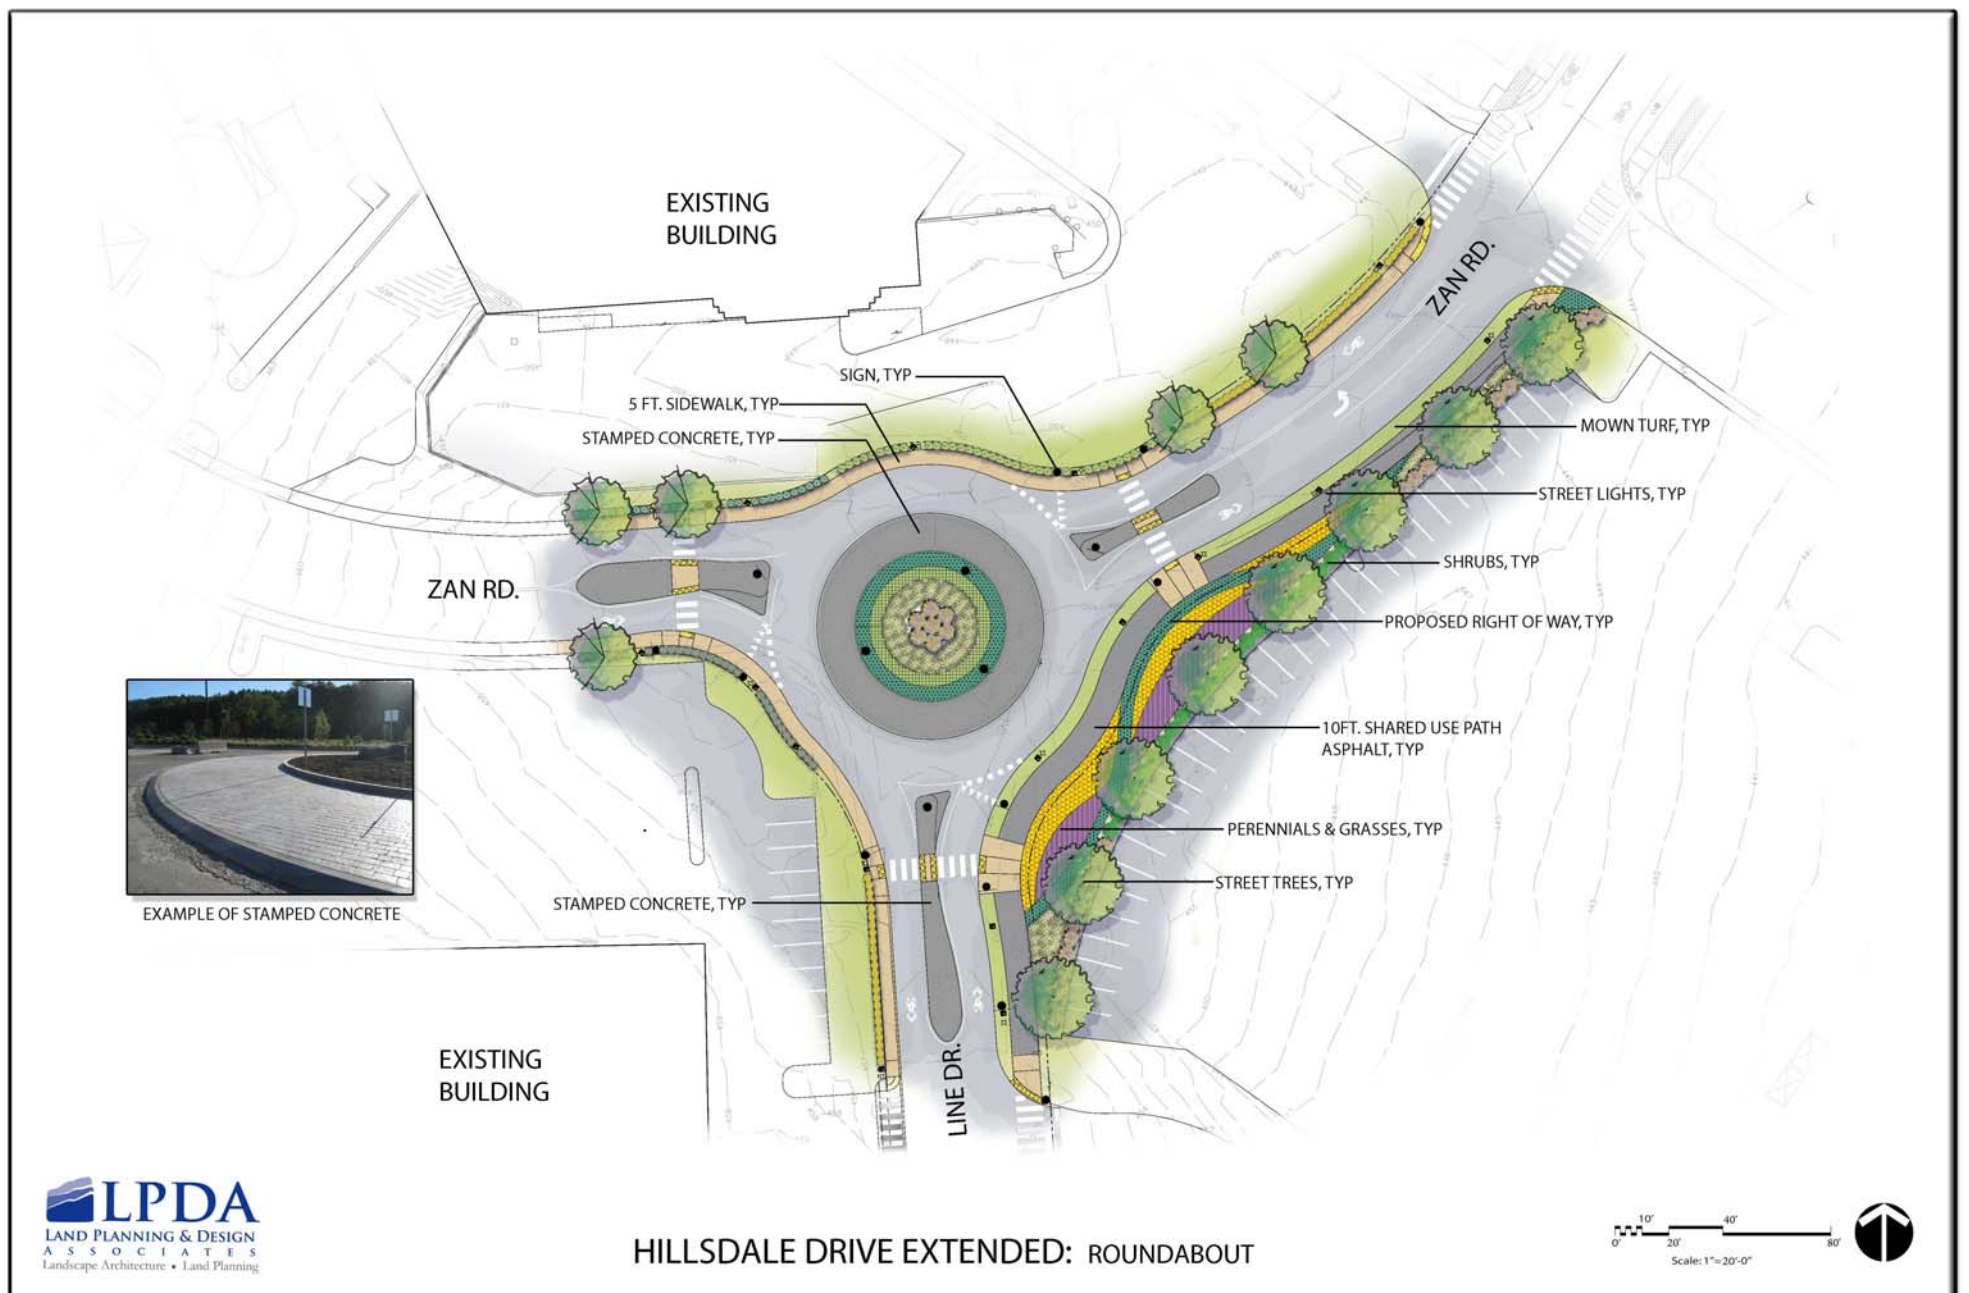 EXISTING
BUILDING
ZAN RD.
SIGN, TYP
5 FT. SIDEWALK, TYP
STAMPED CONCRETE, TYP
MOWN TURF, TYP
STREET LIGHTS, TYP
SHRUBS, TYP
ZAN RD.
PROPOSED RIGHT OF WAY, TYP
10FT. SHARED USE PATH
ASPHALT, TYP
PERENNIALS & GRASSES, TYP
STREET TREES, TYP
STAMPED CONCRETE, TYP
EXAMPLE OF STAMPED CONCRETE
EXISTING
BUILDING
LINE DR.
LPDA
LAND PLANNING & DESIGN
ASSOCIATES
Landscape Architecture • Land Planning
HILLSDALE DRIVE EXTENDED: ROUNDABOUT
10' 40'
0' 20' 80'
Scale: 1"=20'-0"